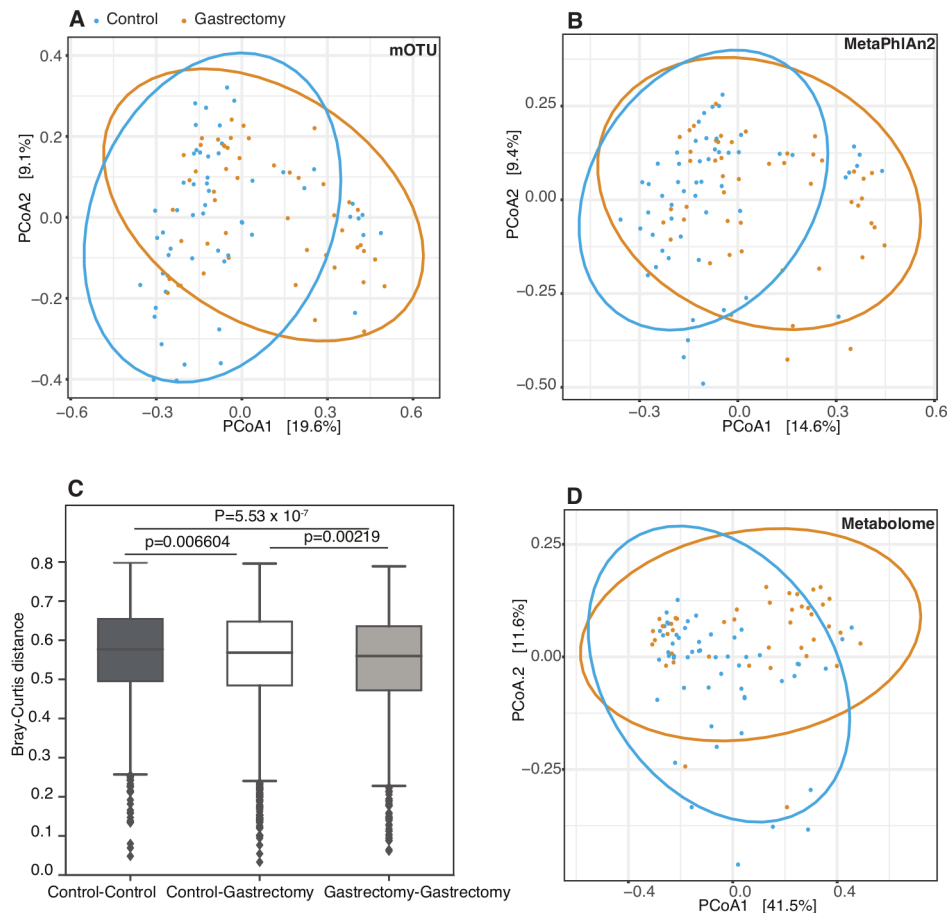 A
Control
Gastrectomy
mOTU
PCoA2 [9.1%]
0.4
0.2
0.0
−0.2
−0.4
−0.6
−0.3
0.0
0.3
0.6
PCoA1 [19.6%]
B
MetaPhlAn2
PCoA2 [9.4%]
0.25
0.00
−0.25
−0.50
−0.3
0.0
0.3
0.6
PCoA1 [14.6%]
C
P=5.53 x 10-7
p=0.006604
p=0.00219
Bray-Curtis distance
0.8
0.7
0.6
0.5
0.4
0.3
0.2
0.1
0.0
Control-Control
Control-Gastrectomy
Gastrectomy-Gastrectomy
D
Metabolome
PCoA.2 [11.6%]
0.25
0.00
−0.25
−0.4
0.0
0.4
PCoA1 [41.5%]